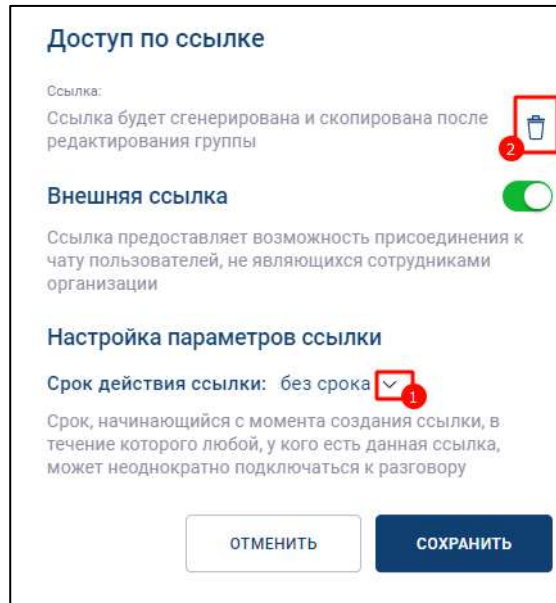 Доступ по ссылке
Ссылка:
Ссылка будет сгенерирована и скопирована после
редактирования группы
2
Внешняя ссылка
Ссылка предоставляет возможность присоединения к
чату пользователей, не являющихся сотрудниками
организации
Настройка параметров ссылки
Срок действия ссылки: без срока
1
Срок, начинающийся с момента создания ссылки, в
течение которого любой, у кого есть данная ссылка,
может неоднократно подключаться к разговору
ОТМЕНИТЬ СОХРАНИТЬ